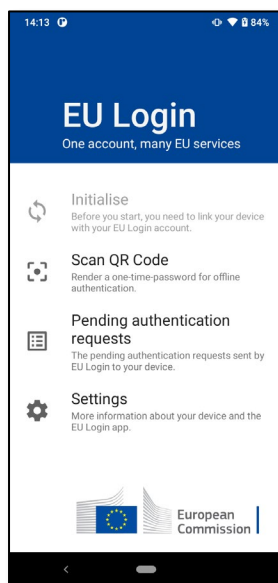 14:13
84%
EU Login
One account, many EU services
Initialise
Before you start, you need to link your device
with your EU Login account.
Scan QR Code
Render a one-time-password for offline
authentication.
Pending authentication
requests
The pending authentication requests sent by
EU Login to your device.
Settings
More information about your device and the
EU Login app.
European
Commission